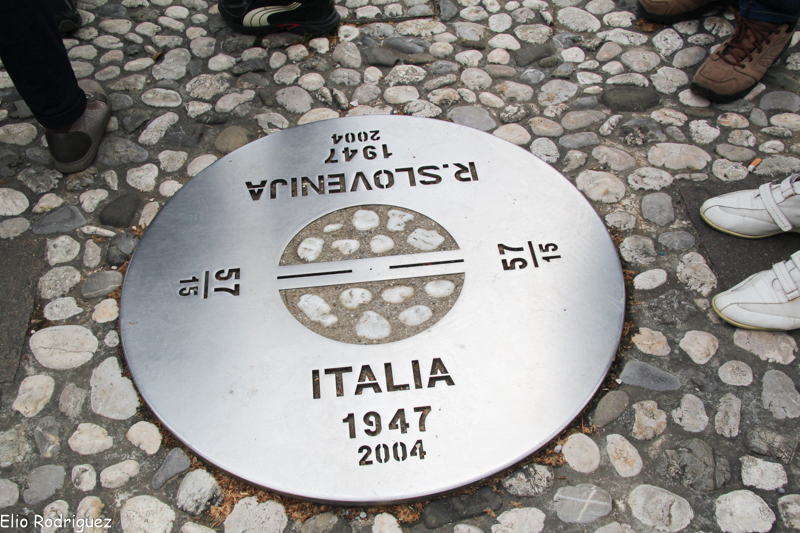 2004
1947
R.SLOVENIJA
57
15
57
15
ITALIA
1947
2004
Elio Rodriguez